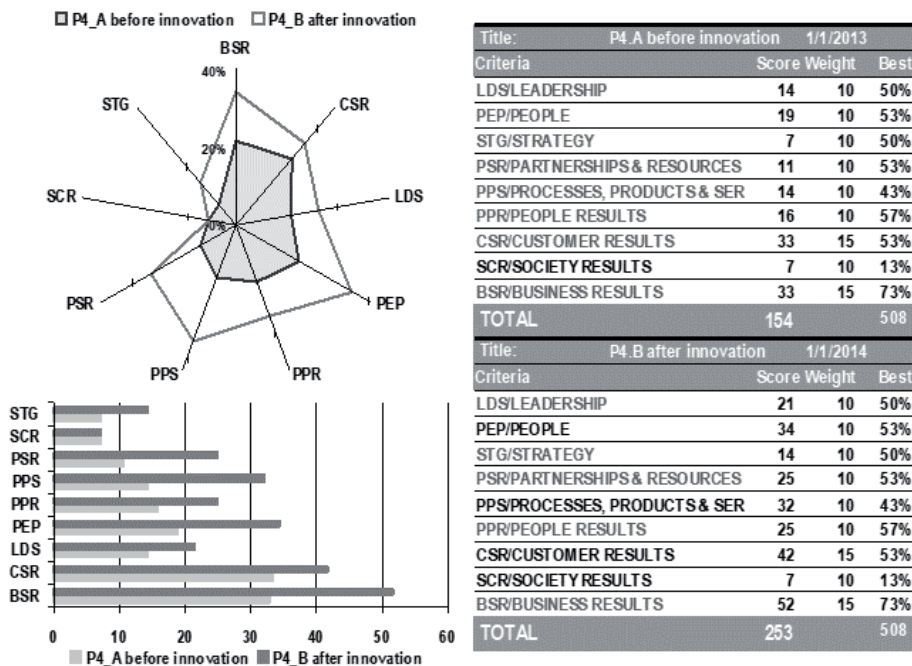 P4_A before innovation P4_B after innovation
BSR
40%
STG
CSR
20%
SCR
LDS
0%
PSR
PEP
PPS
PPR
STG
SCR
PSR
PPS
PPR
PEP
LDS
CSR
BSR
0 10 20 30 40 50 60
P4_A before innovation P4_B after innovation
Title: P4.A before innovation 1/1/2013
Criteria Score Weight Best
LDS/LEADERSHIP 14 10 50%
PEP/PEOPLE 19 10 53%
STG/STRATEGY 7 10 50%
PSR/PARTNERSHIPS & RESOURCES 11 10 53%
PPS/PROCESSES, PRODUCTS & SER 14 10 43%
PPR/PEOPLE RESULTS 16 10 57%
CSR/CUSTOMER RESULTS 33 15 53%
SCR/SOCIETY RESULTS 7 10 13%
BSR/BUSINESS RESULTS 33 15 73%
TOTAL 154 508
Title: P4.B after innovation 1/1/2014
Criteria Score Weight Best
LDS/LEADERSHIP 21 10 50%
PEP/PEOPLE 34 10 53%
STG/STRATEGY 14 10 50%
PSR/PARTNERSHIPS & RESOURCES 25 10 53%
PPS/PROCESSES, PRODUCTS & SER 32 10 43%
PPR/PEOPLE RESULTS 25 10 57%
CSR/CUSTOMER RESULTS 42 15 53%
SCR/SOCIETY RESULTS 7 10 13%
BSR/BUSINESS RESULTS 52 15 73%
TOTAL 253 508